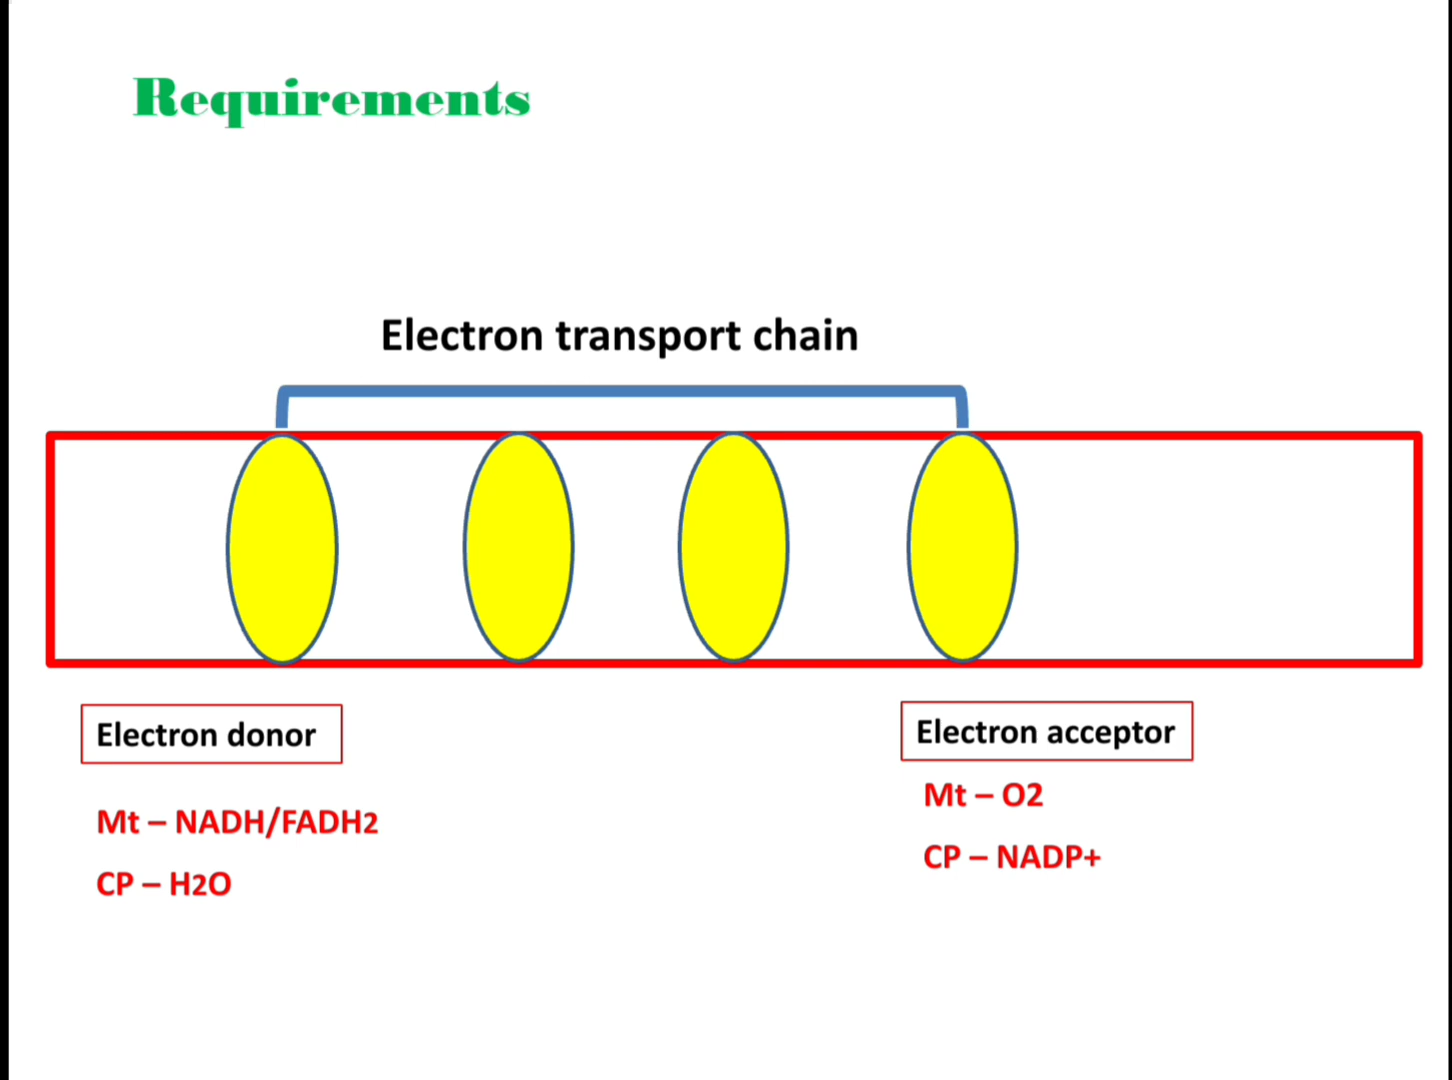 Requirements
Electron transport chain
Electron donor
Electron acceptor
Mt – NADH/FADH2
CP – H2O
Mt – O2
CP – NADP+